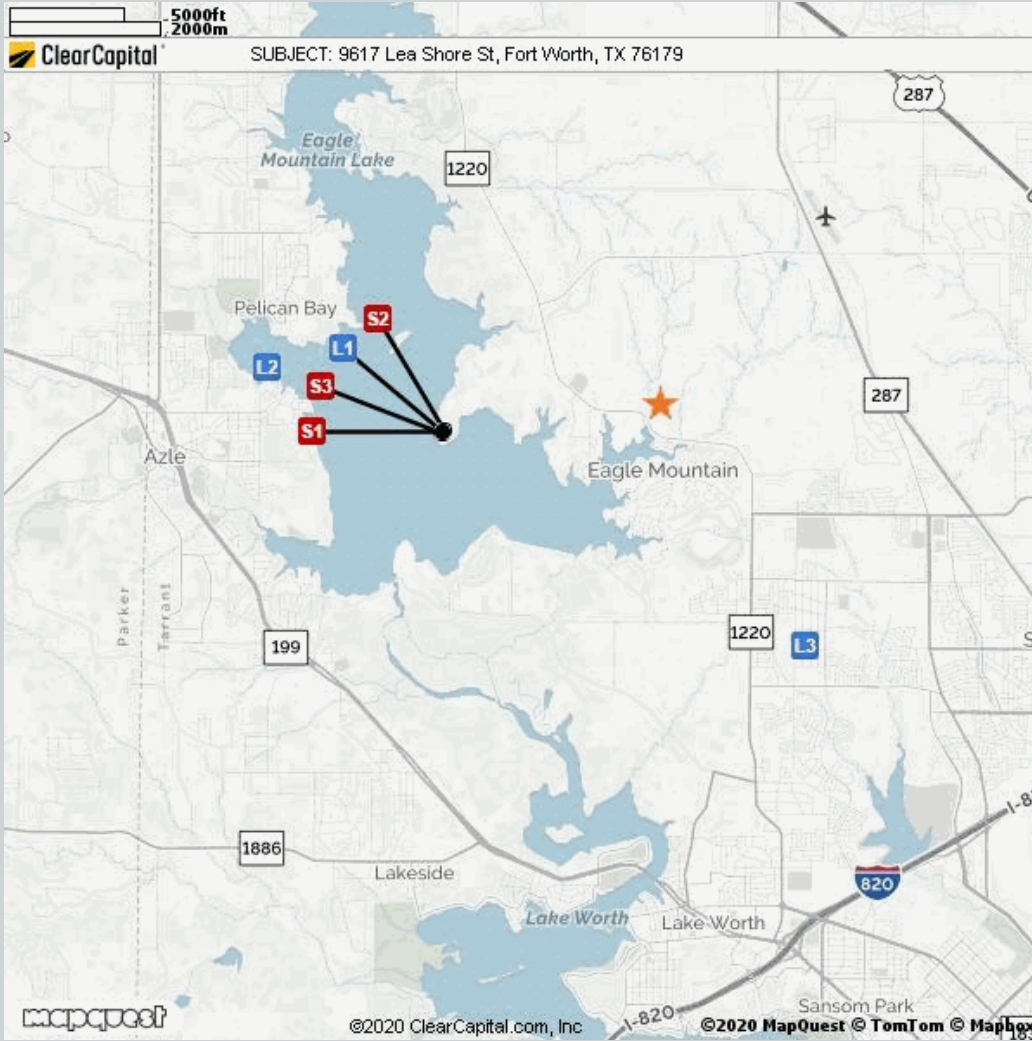 5000ft
2000m
ClearCapital
SUBJECT: 9617 Lea Shore St, Fort Worth, TX 76179
287
Eagle
Mountain Lake
1220
Pelican Bay
S2
L1
L2
S3
287
S1
Azle
Eagle Mountain
Parker
Tarrant
1220
L3
199
1886
Lakeside
820
Lake Worth
Lake Worth
Sansom Park
I-820
mapquest
©2020 ClearCapital.com, Inc
©2020 MapQuest © TomTom © Mapbox